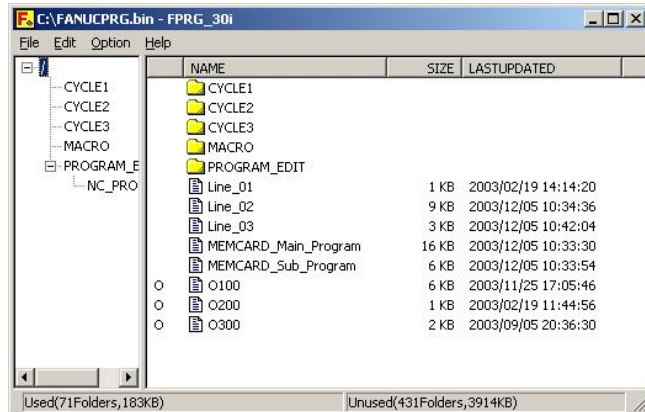 C:\FANUCPRG.bin - FPRG_30i
File Edit Option Help
/
CYCLE1
CYCLE2
CYCLE3
MACRO
PROGRAM_E
NC_PRO
NAME SIZE LASTUPDATED
CYCLE1
CYCLE2
CYCLE3
MACRO
PROGRAM_EDIT
Line_01 1 KB 2003/02/19 14:14:20
Line_02 9 KB 2003/12/05 10:34:36
Line_03 3 KB 2003/12/05 10:42:04
MEMCARD_Main_Program 16 KB 2003/12/05 10:33:30
MEMCARD_Sub_Program 6 KB 2003/12/05 10:33:54
O O100 6 KB 2003/11/25 17:05:46
O O200 1 KB 2003/02/19 11:44:56
O O300 2 KB 2003/09/05 20:36:30
Used(71Folders,183KB) Unused(431Folders,3914KB)